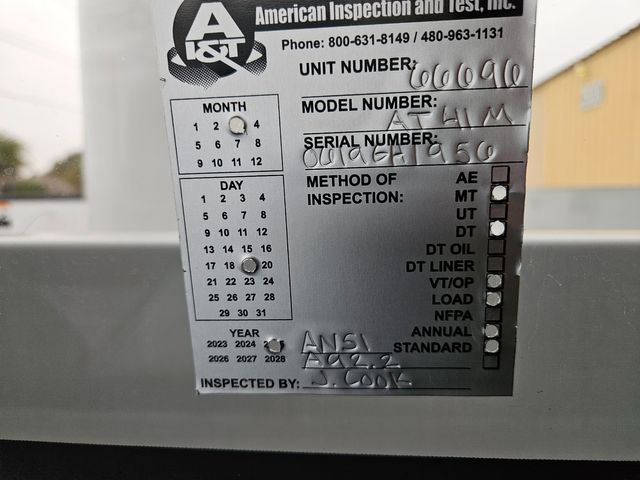 A
I&T
American Inspection and Test, Inc.
Phone: 800-631-8149 / 480-963-1131
UNIT NUMBER: 66696
MODEL NUMBER: AT41M
SERIAL NUMBER:
MONTH
1 2 4
5 6 7 8
9 10 11 12
DAY
1 2 3 4
5 6 7 8
9 10 11 12
13 14 15 16
17 18 20
21 22 23 24
25 26 27 28
29 30 31
YEAR
2023 2024
2026 2027 2028
METHOD OF INSPECTION:
AE
MT
UT
DT
DT OIL
DT LINER
VT/OP
LOAD
NFPA
ANNUAL
STANDARD
ANSI
A92.2
INSPECTED BY: J. COOK